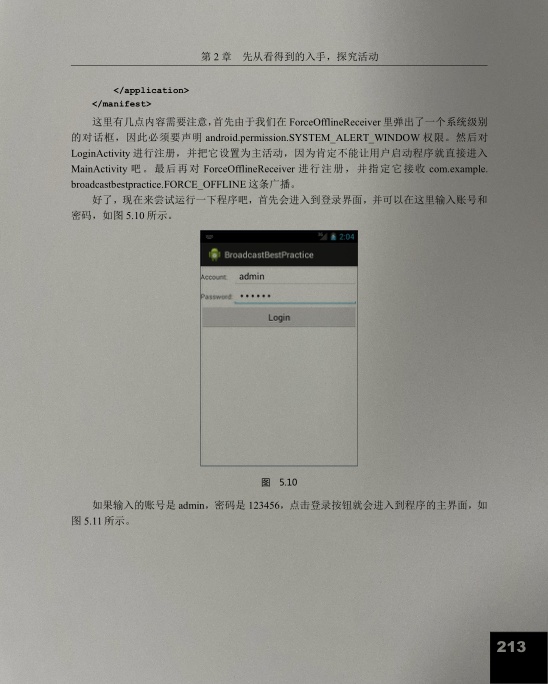 第 2 章 先从看得到的入手，探究活动
</application>
</manifest>
这里有几点内容需要注意，首先由于我们在 ForceOfflineReceiver 里弹出了一个系统级别
的对话框，因此必须要声明 android.permission.SYSTEM_ALERT_WINDOW 权限。然后对
LoginActivity 进行注册，并把它设置为主活动，因为肯定不能让用户启动程序就直接进入
MainActivity 吧。最后再对 ForceOfflineReceiver 进行注册，并指定它接收 com.example.
broadcastbestpractice.FORCE_OFFLINE 这条广播。
好了，现在来尝试运行一下程序吧，首先会进入到登录界面，并可以在这里输入账号和
密码，如图 5.10 所示。
2:04
BroadcastBestPractice
Account: admin
Password: ••••••
Login
图 5.10
如果输入的账号是 admin，密码是 123456，点击登录按钮就会进入到程序的主界面，如
图 5.11 所示。
213